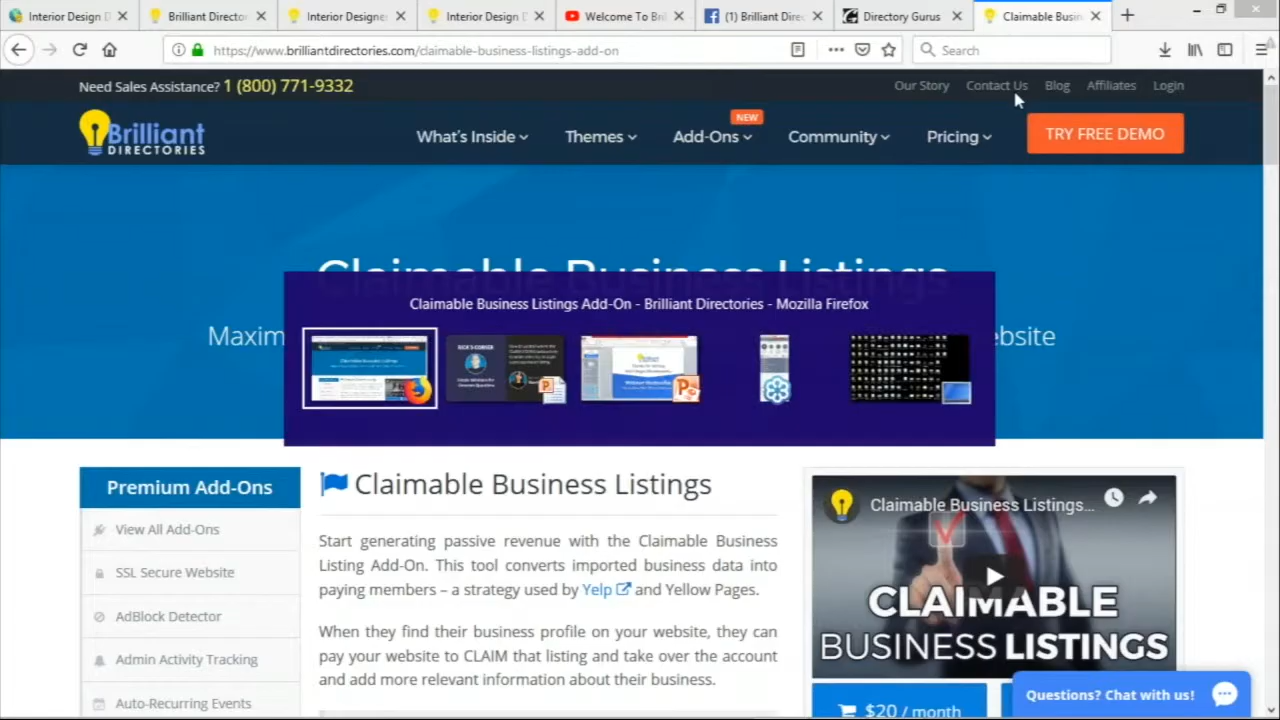 Interior Design D
Brilliant Director
Interior Designer
Interior Design D
Welcome To Bril
(1) Brilliant Direc
Directory Gurus
Claimable Busin
https://www.brilliantdirectories.com/claimable-business-listings-add-on
Search
Need Sales Assistance? 1 (800) 771-9332
Our Story
Contact Us
Blog
Affiliates
Login
Brilliant
DIRECTORIES
What's Inside
Themes
Add-Ons
NEW
Community
Pricing
TRY FREE DEMO
Claimable Business Listings
Maxim
ebsite
Claimable Business Listings Add-On - Brilliant Directories - Mozilla Firefox
Premium Add-Ons
View All Add-Ons
SSL Secure Website
AdBlock Detector
Admin Activity Tracking
Auto-Recurring Events
Claimable Business Listings
Start generating passive revenue with the Claimable Business
Listing Add-On. This tool converts imported business data into
paying members – a strategy used by Yelp and Yellow Pages.
When they find their business profile on your website, they can
pay your website to CLAIM that listing and take over the account
and add more relevant information about their business.
Claimable Business Listings...
CLAIMABLE
BUSINESS LISTINGS
$20 / month
Questions? Chat with us!